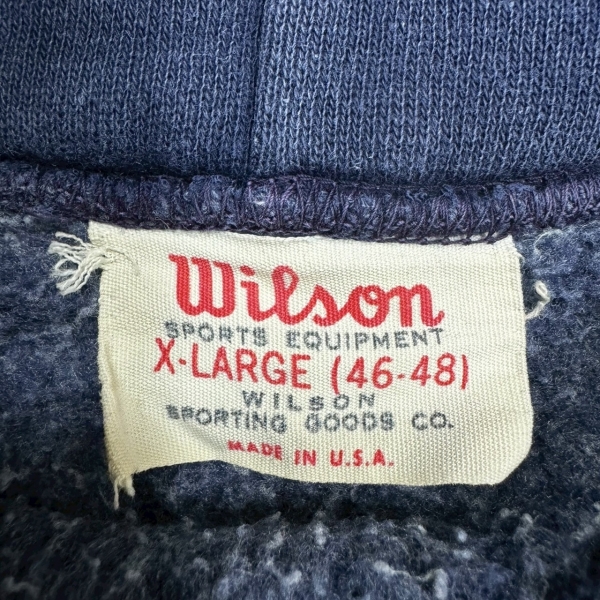 Wilson
SPORTS EQUIPMENT
X-LARGE (46-48)
WILSON
SPORTING GOODS CO.
MADE IN U.S.A.